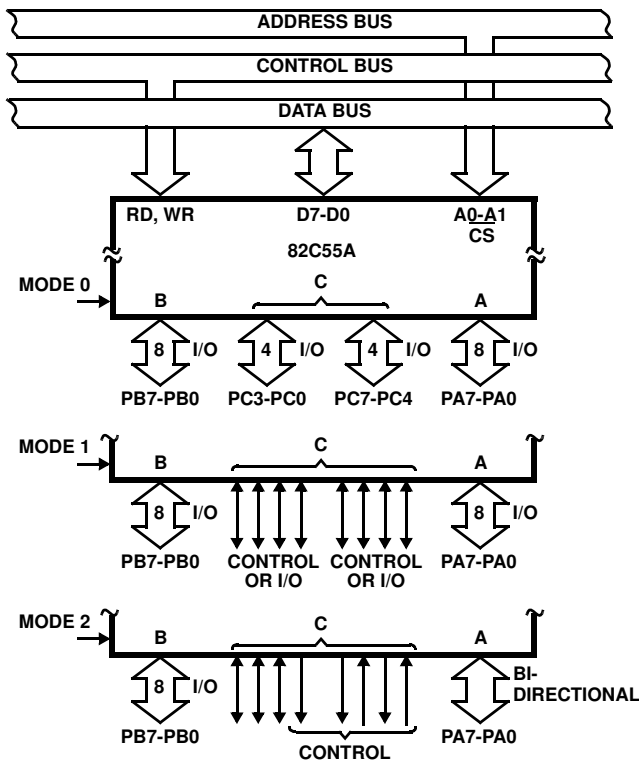 ADDRESS BUS
CONTROL BUS
DATA BUS
RD, WR D7-D0 A0-A1
CS
82C55A
MODE 0
B C A
8 I/O 4 I/O 4 I/O 8 I/O
PB7-PB0 PC3-PC0 PC7-PC4 PA7-PA0
MODE 1
B C A
8 I/O 8 I/O
PB7-PB0 CONTROL CONTROL PA7-PA0
OR I/O OR I/O
MODE 2
B C A
8 I/O BI-
DIRECTIONAL
PB7-PB0 PA7-PA0
CONTROL